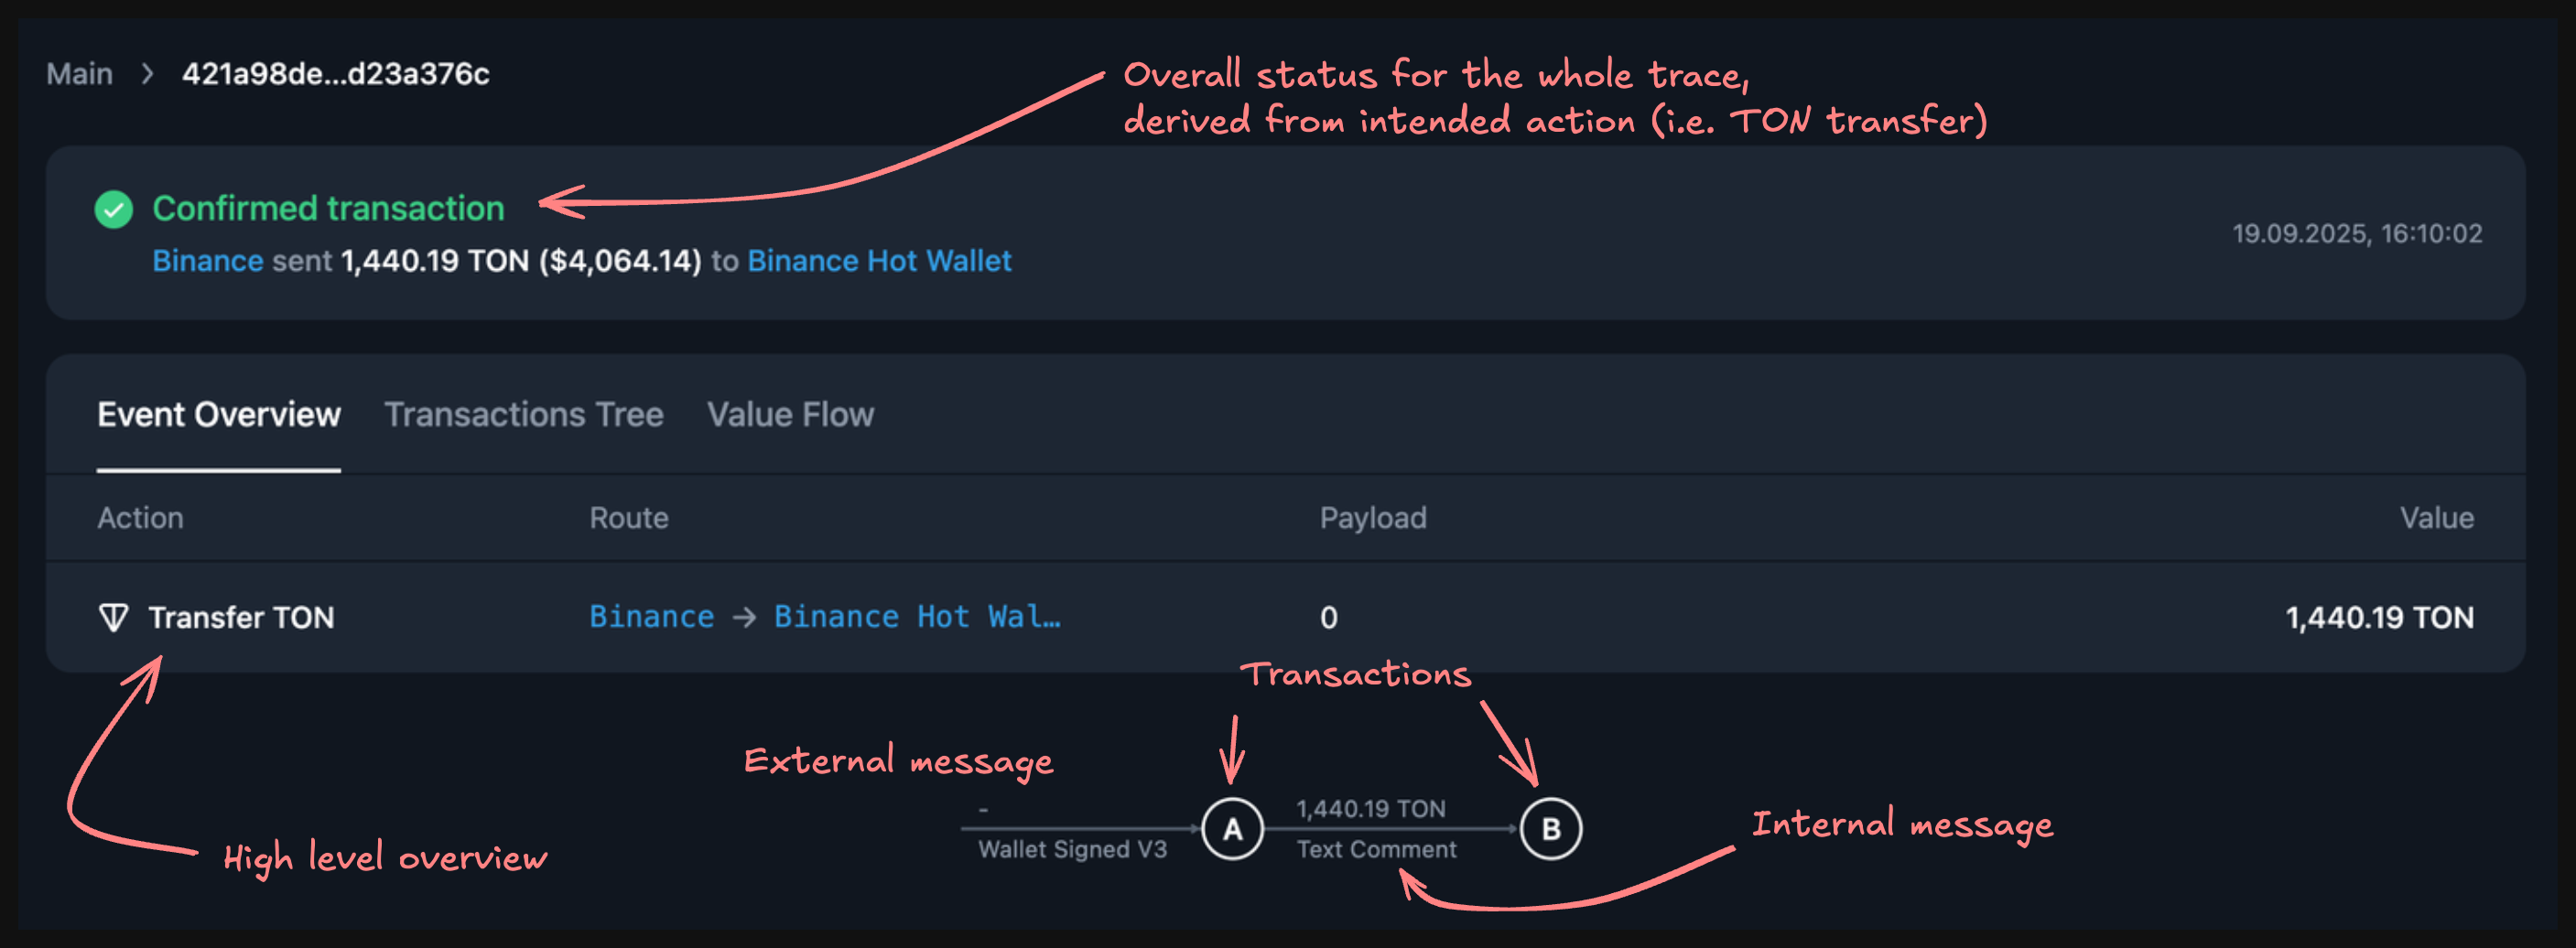 Main > 421a98de...d23a376c
Overall status for the whole trace,
derived from intended action (i.e. TON transfer)
Confirmed transaction
Binance sent 1,440.19 TON ($4,064.14) to Binance Hot Wallet
19.09.2025, 16:10:02
Event Overview Transactions Tree Value Flow
Action Route Payload Value
Transfer TON Binance → Binance Hot Wal… 0 1,440.19 TON
Transactions
External message
-
Wallet Signed V3
A
1,440.19 TON
Text Comment
B
Internal message
High level overview